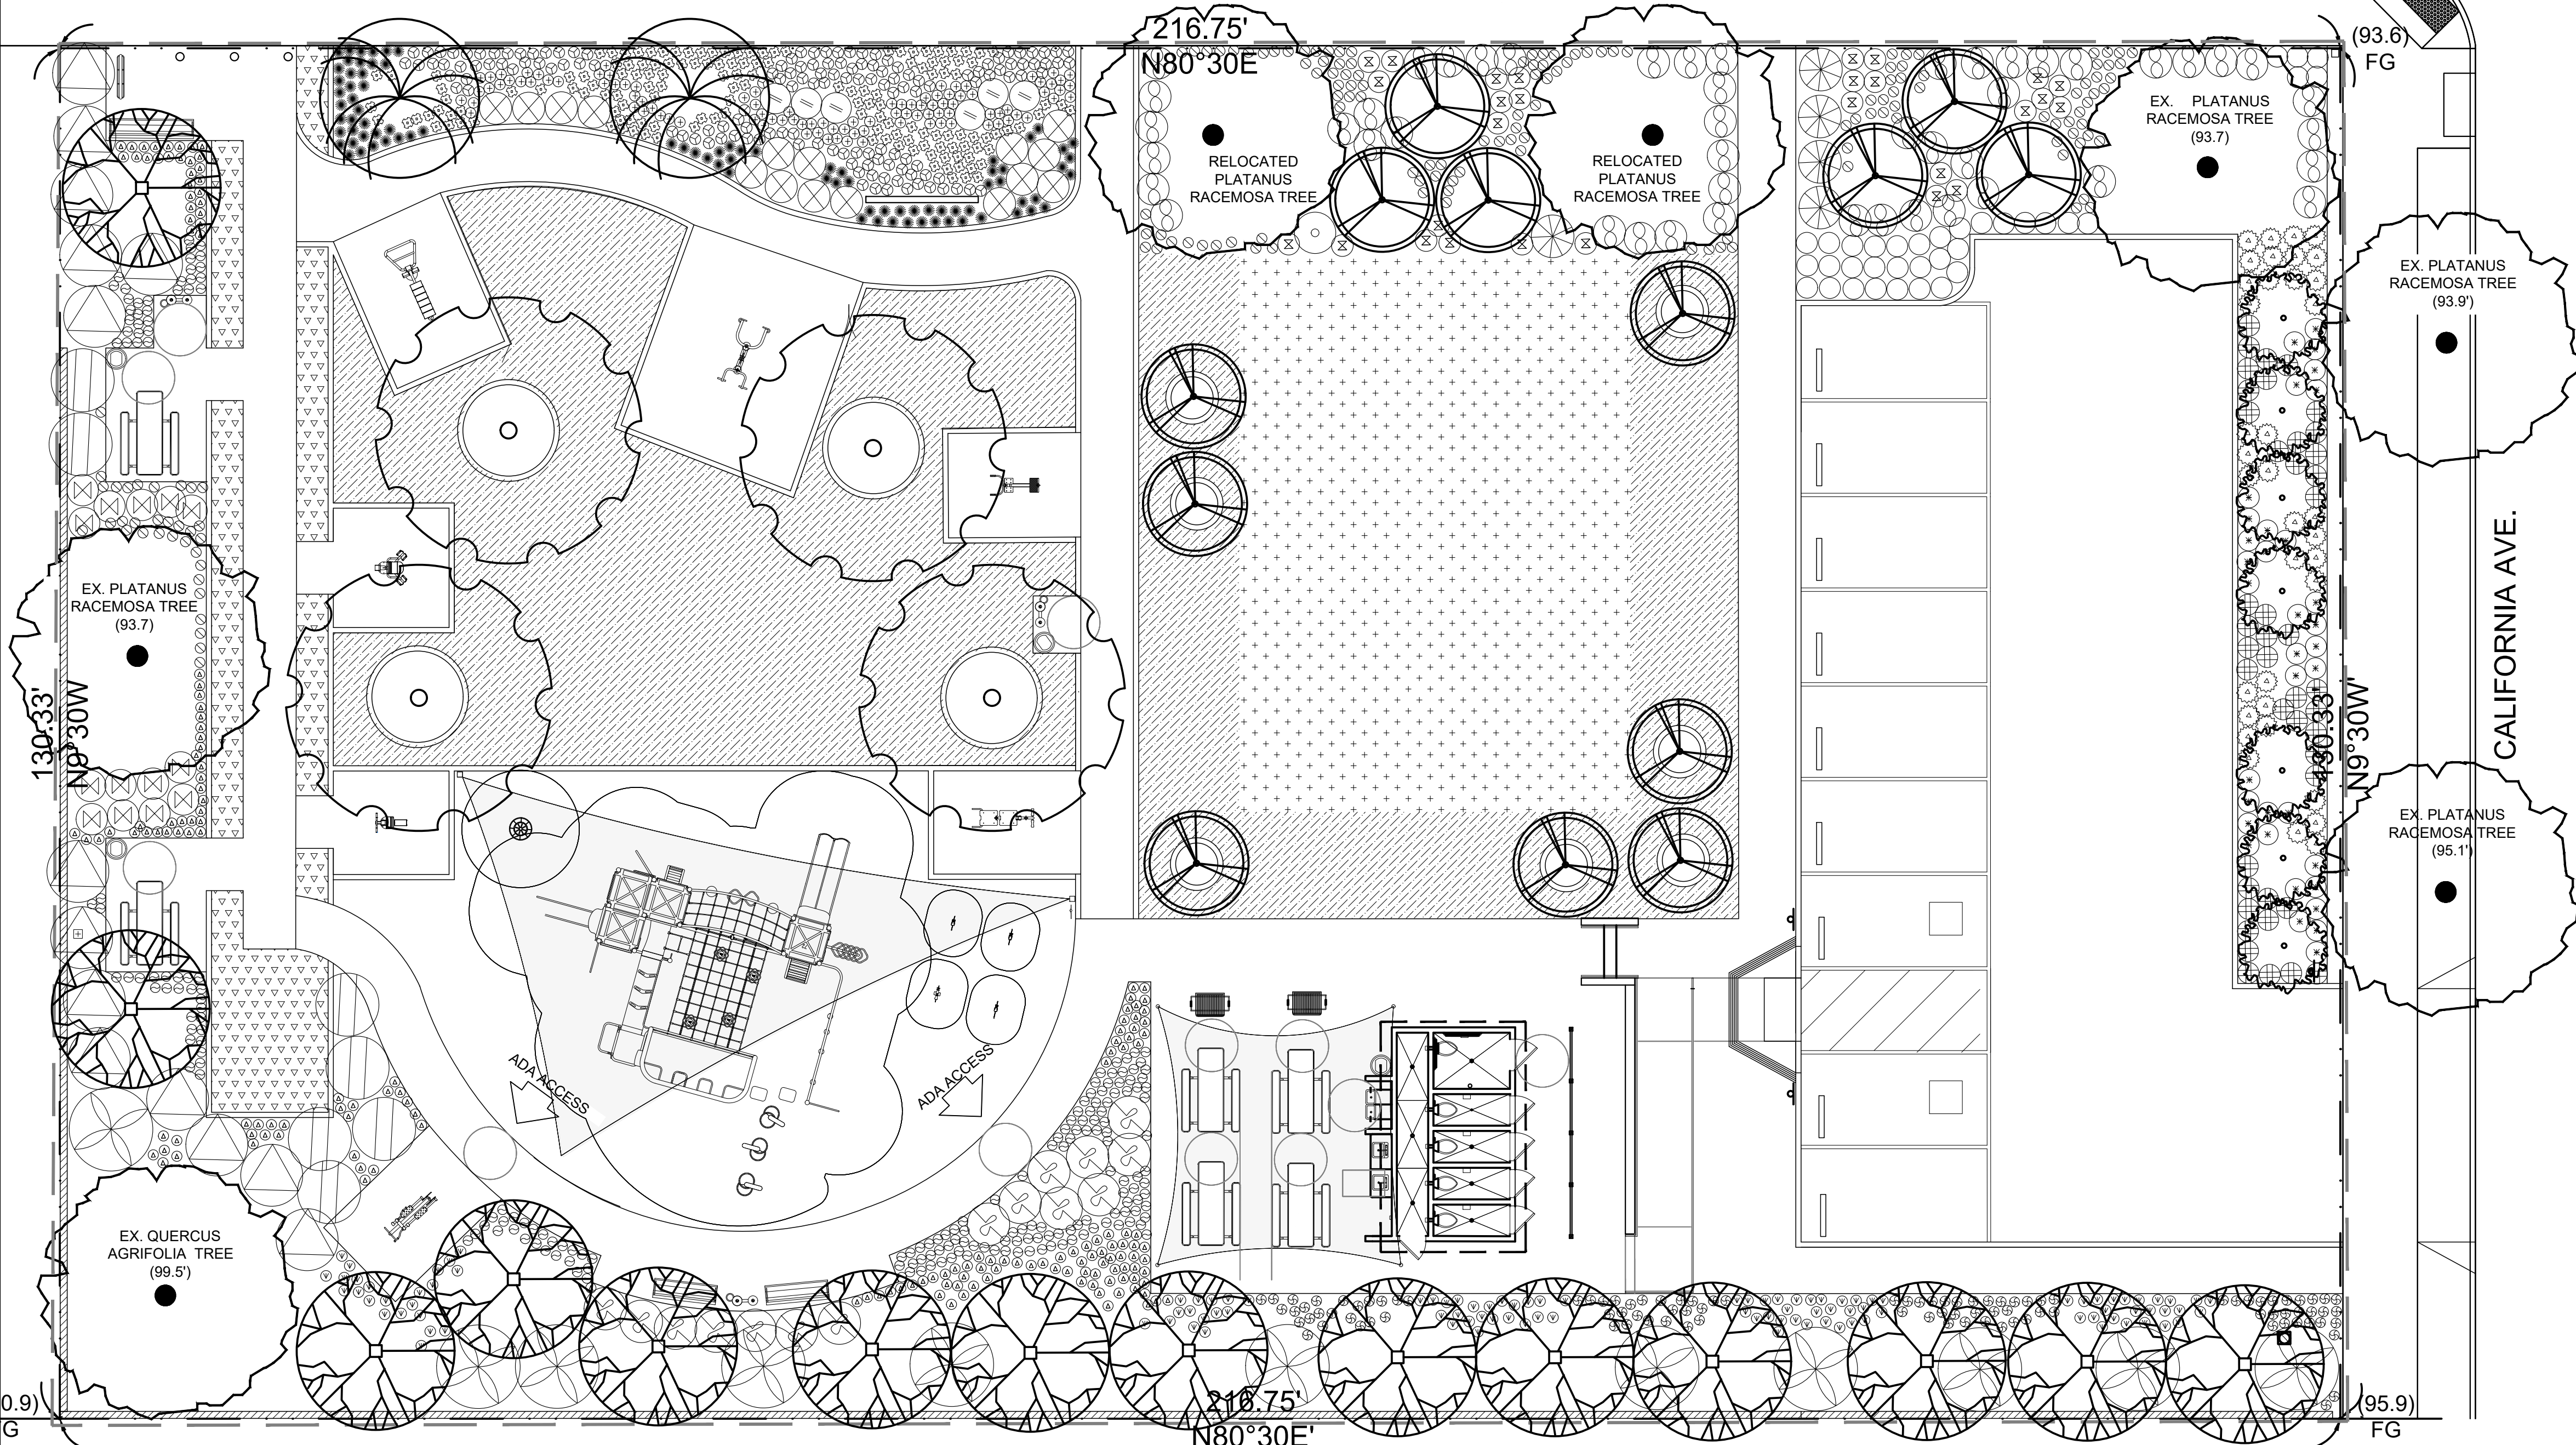 216.75'
N80°30E
(93.6)
FG
EX. PLATANUS
RACEMOSA TREE
(93.7)
RELOCATED
PLATANUS
RACEMOSA TREE
RELOCATED
PLATANUS
RACEMOSA TREE
EX. PLATANUS
RACEMOSA TREE
(93.9')
CALIFORNIA AVE.
EX. PLATANUS
RACEMOSA TREE
(93.7)
130.33'
N9°30W
130.33'
N9°30W'
EX. PLATANUS
RACEMOSA TREE
(95.1')
ADA ACCESS
ADA ACCESS
EX. QUERCUS
AGRIFOLIA TREE
(99.5')
0.9)
G
216.75'
N80°30E'
(95.9)
FG